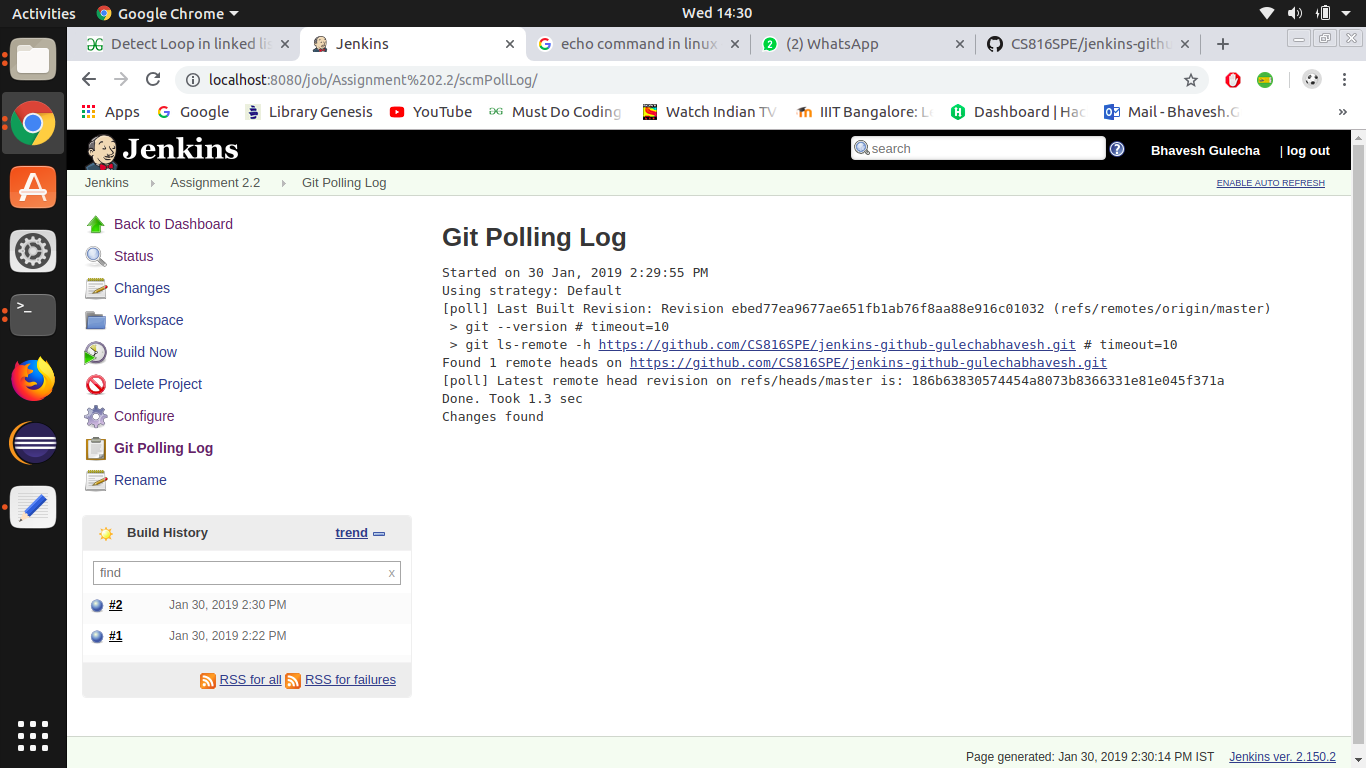 Activities Google Chrome Wed 14:30
Detect Loop in linked lis Jenkins echo command in linux (2) WhatsApp CS816SPE/jenkins-githu
localhost:8080/job/Assignment%202.2/scmPollLog/
Apps Google Library Genesis YouTube Must Do Coding Watch Indian TV IIIT Bangalore: Le Dashboard | Hac Mail - Bhavesh.G »
Jenkins search Bhavesh Gulecha | log out
Jenkins Assignment 2.2 Git Polling Log ENABLE AUTO REFRESH
Back to Dashboard
Status
Changes
Workspace
Build Now
Delete Project
Configure
Git Polling Log
Rename
Build History trend
find x
#2 Jan 30, 2019 2:30 PM
#1 Jan 30, 2019 2:22 PM
RSS for all RSS for failures
Git Polling Log
Started on 30 Jan, 2019 2:29:55 PM
Using strategy: Default
[poll] Last Built Revision: Revision ebed77ea9677ae651fb1ab76f8aa88e916c01032 (refs/remotes/origin/master)
> git --version # timeout=10
> git ls-remote -h https://github.com/CS816SPE/jenkins-github-gulechabhavesh.git # timeout=10
Found 1 remote heads on https://github.com/CS816SPE/jenkins-github-gulechabhavesh.git
[poll] Latest remote head revision on refs/heads/master is: 186b63830574454a8073b8366331e81e045f371a
Done. Took 1.3 sec
Changes found
Page generated: Jan 30, 2019 2:30:14 PM IST Jenkins ver. 2.150.2